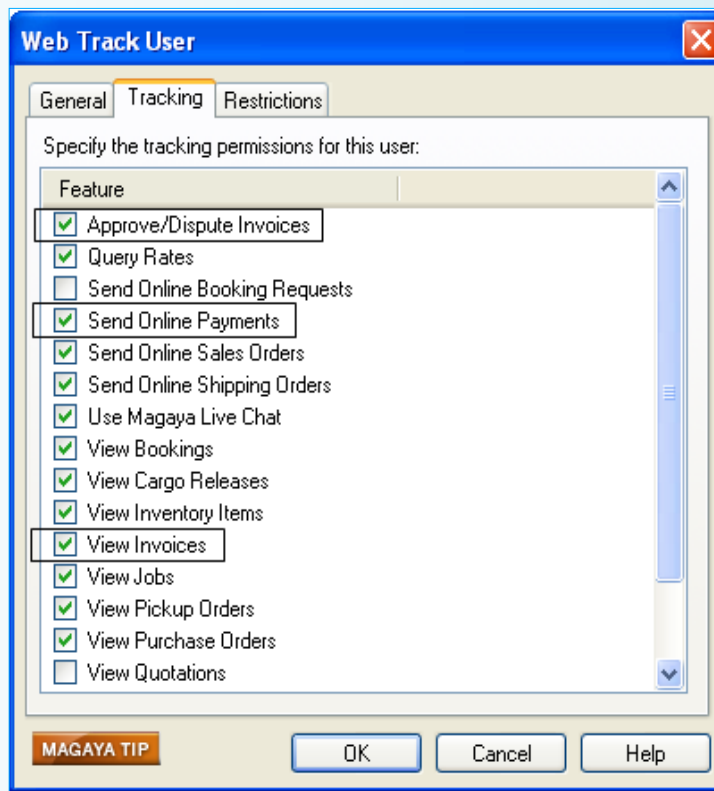 Web Track User
General Tracking Restrictions
Specify the tracking permissions for this user:
Feature
Approve/Dispute Invoices
Query Rates
Send Online Booking Requests
Send Online Payments
Send Online Sales Orders
Send Online Shipping Orders
Use Magaya Live Chat
View Bookings
View Cargo Releases
View Inventory Items
View Invoices
View Jobs
View Pickup Orders
View Purchase Orders
View Quotations
MAGAYA TIP OK Cancel Help